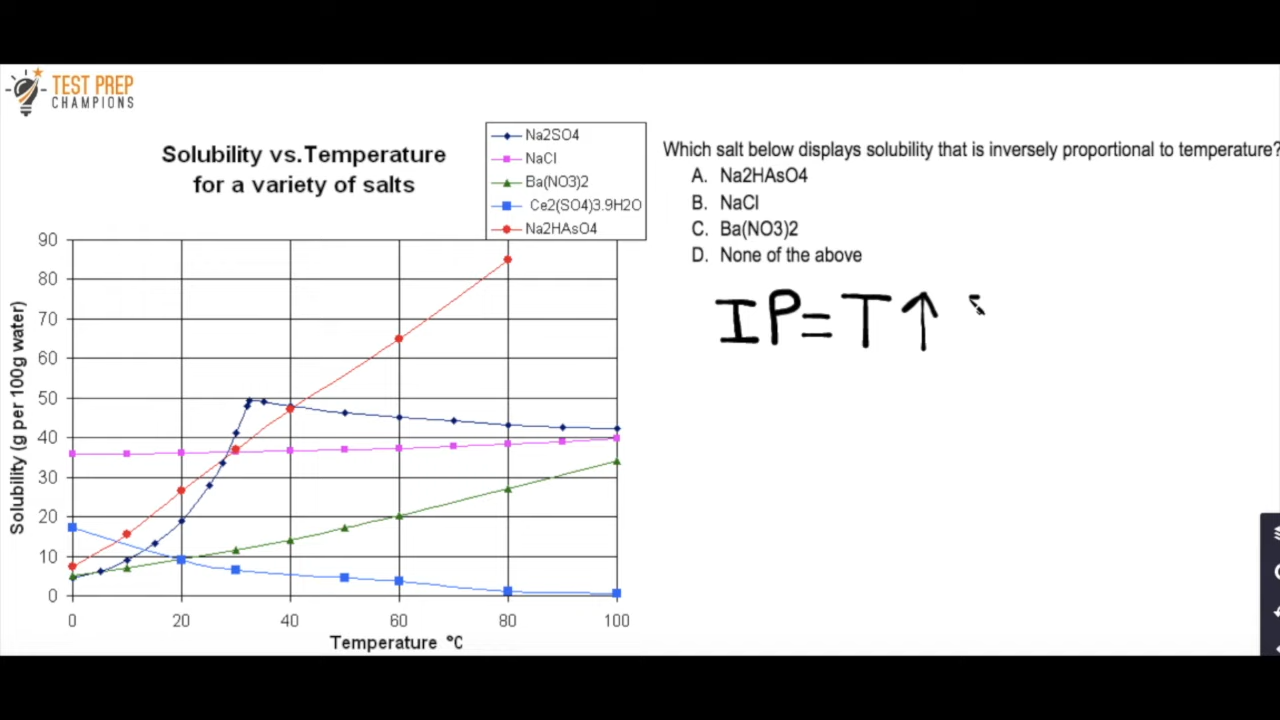 TEST PREP
CHAMPIONS
Solubility vs.Temperature
for a variety of salts
Na2SO4
NaCl
Ba(NO3)2
Ce2(SO4)3.9H2O
Na2HAsO4
Solubility (g per 100g water)
90
80
70
60
50
40
30
20
10
0
0 20 40 60 80 100
Temperature °C
Which salt below displays solubility that is inversely proportional to temperature?
A. Na2HAsO4
B. NaCl
C. Ba(NO3)2
D. None of the above
IP=T↑